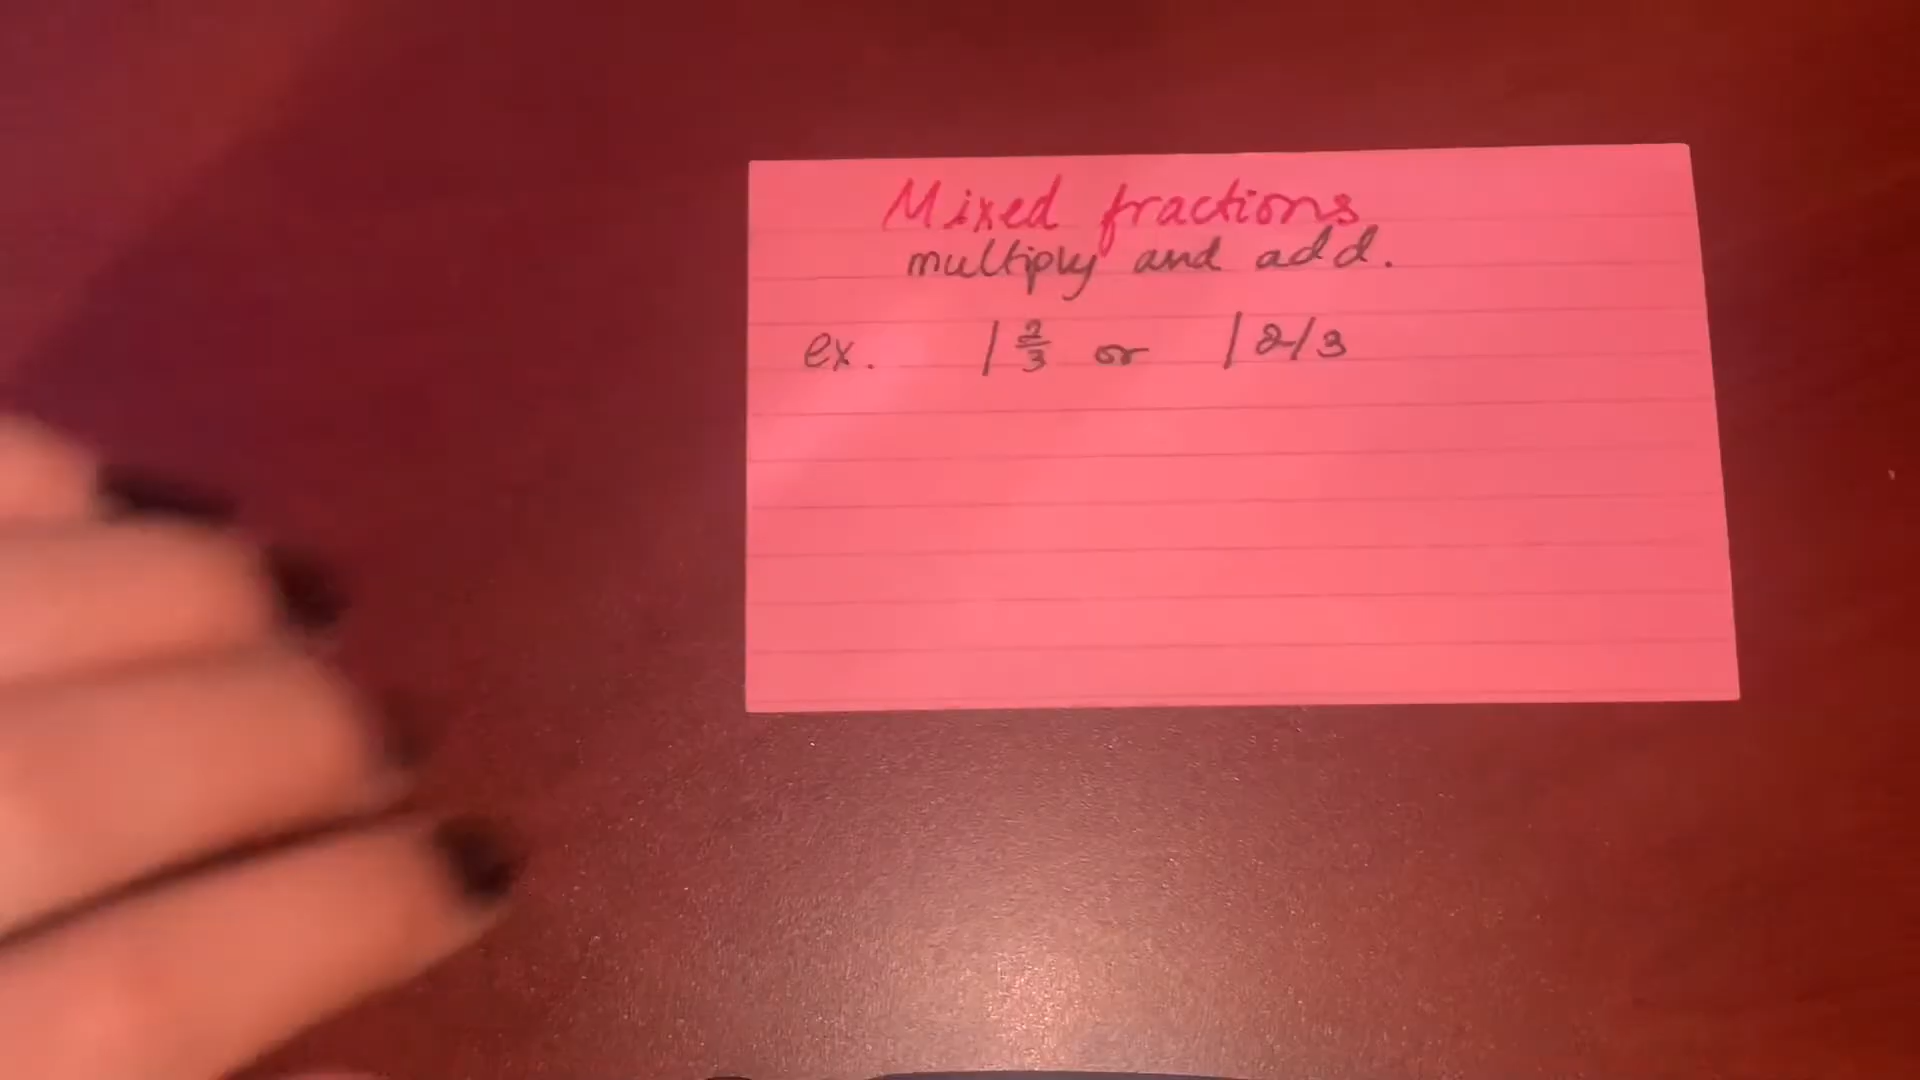 Mixed fractions
multiply and add.
ex. 1 2/3 or 1 2/3